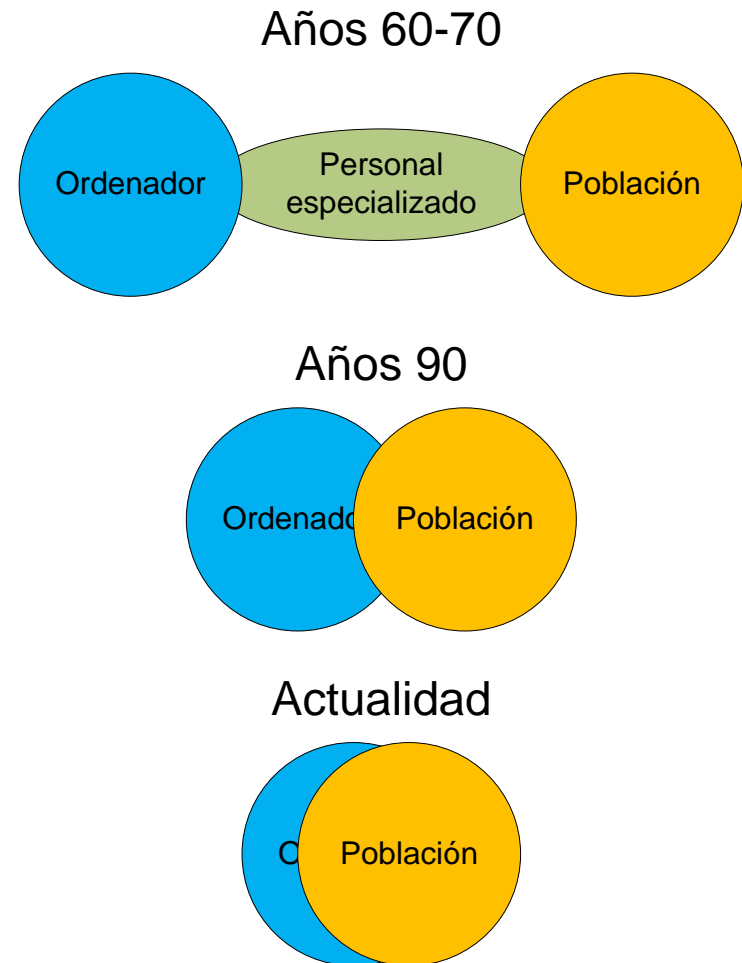 Años 60-70
Ordenador
Personal
especializado
Población
Años 90
Ordenado
Población
Actualidad
O
Población